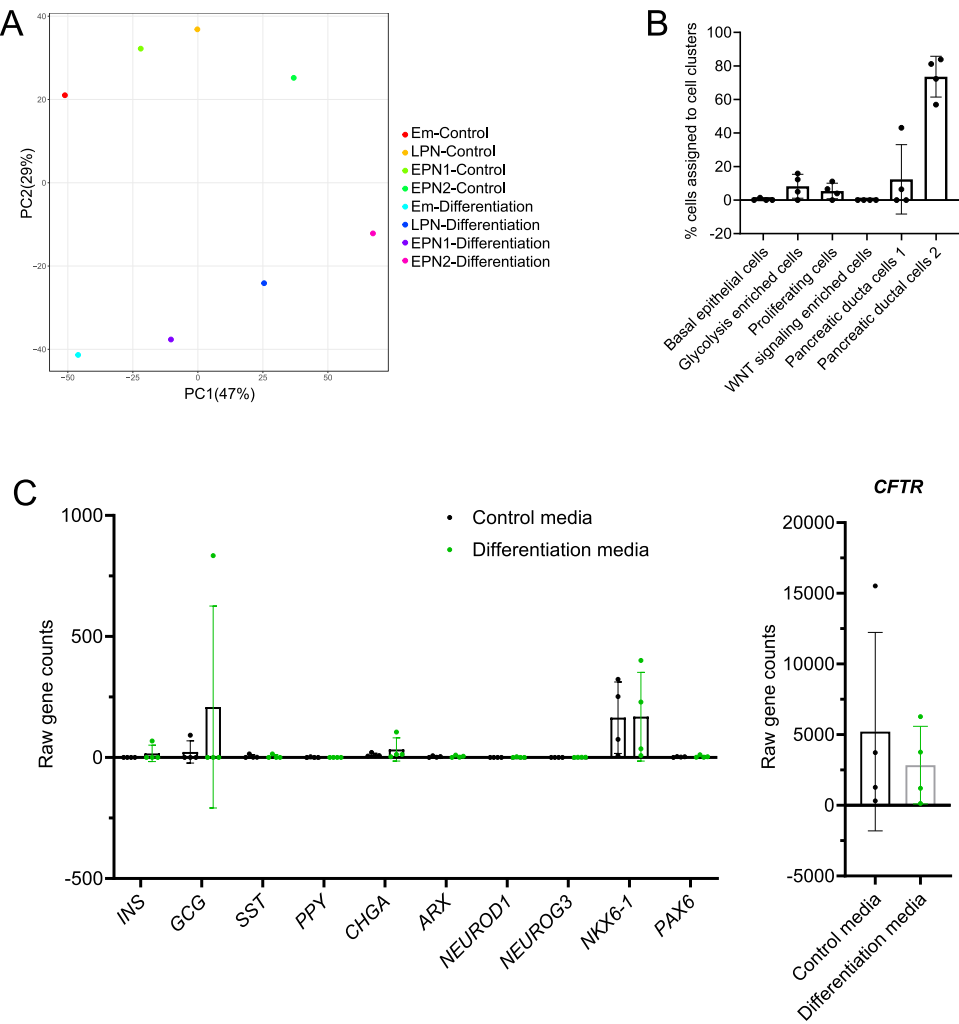 A
40
20
0
−20
−40
−50
−25
0
25
50
PC2(29%)
PC1(47%)
Em-Control
LPN-Control
EPN1-Control
EPN2-Control
Em-Differentiation
LPN-Differentiation
EPN1-Differentiation
EPN2-Differentiation
B
% cells assigned to cell clusters
100
80
60
40
20
0
-20
Basal epithelial cells
Glycolysis enriched cells
Proliferating cells
WNT signaling enriched cells
Pancreatic ducta cells 1
Pancreatic ductal cells 2
C
Raw gene counts
1000
500
0
-500
Control media
Differentiation media
INS
GCG
SST
PPY
CHGA
ARX
NEUROD1
NEUROG3
NKX6-1
PAX6
CFTR
Raw gene counts
20000
15000
10000
5000
0
-5000
Control media
Differentiation media